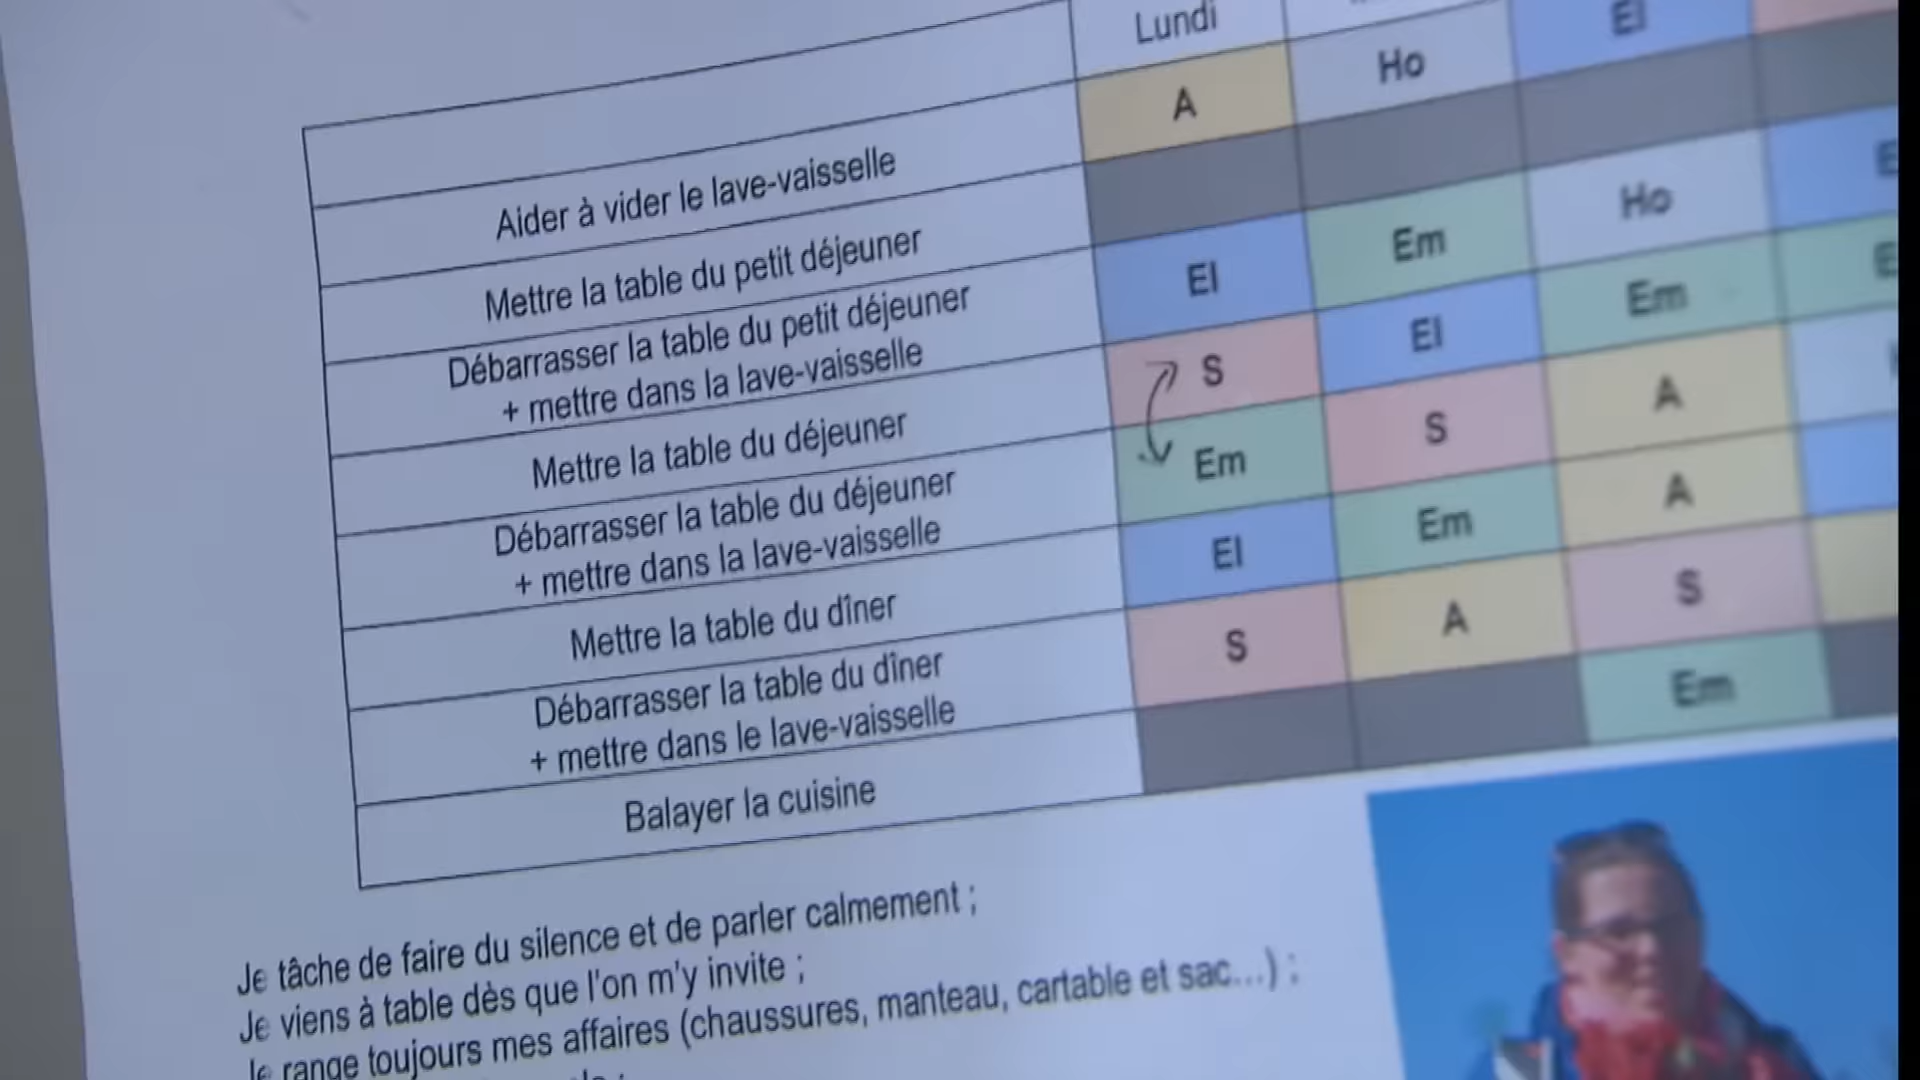 Lundi
Aider à vider le lave-vaisselle A Ho El
Mettre la table du petit déjeuner
Débarrasser la table du petit déjeuner
+ mettre dans la lave-vaisselle El Em Ho
Mettre la table du déjeuner S El Em
Débarrasser la table du déjeuner
+ mettre dans la lave-vaisselle Em S A
Mettre la table du dîner El Em A
Débarrasser la table du dîner
+ mettre dans le lave-vaisselle S A S
Balayer la cuisine Em
Je tâche de faire du silence et de parler calmement ;
Je viens à table dès que l'on m'y invite ;
Je range toujours mes affaires (chaussures, manteau, cartable et sac...) ;